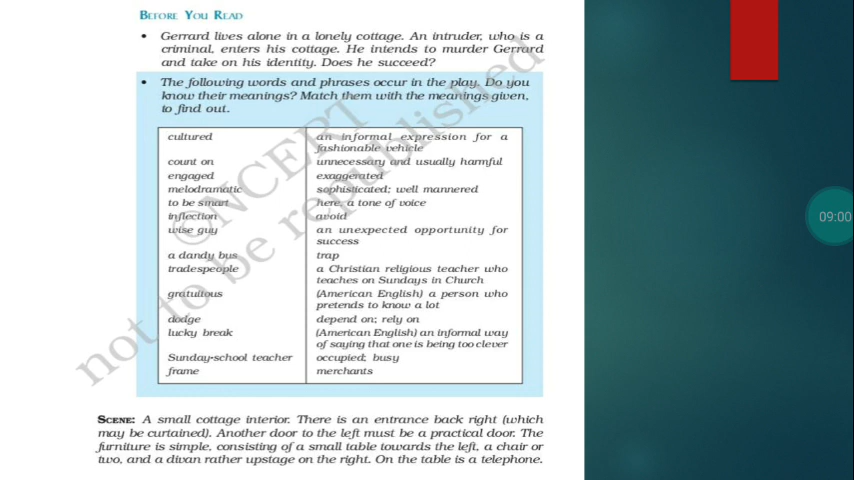 BEFORE YOU READ
• Gerrard lives alone in a lonely cottage. An intruder, who is a
criminal, enters his cottage. He intends to murder Gerrard
and take on his identity. Does he succeed?
• The following words and phrases occur in the play. Do you
know their meanings? Match them with the meanings given,
to find out.
cultured an informal expression for a
fashionable vehicle
count on unnecessary and usually harmful
engaged exaggerated
melodramatic sophisticated; well mannered
to be smart here, a tone of voice
inflection avoid
wise guy an unexpected opportunity for
success
a dandy bus trap
tradespeople a Christian religious teacher who
teaches on Sundays in Church
gratuitous (American English) a person who
pretends to know a lot
dodge depend on; rely on
lucky break (American English) an informal way
of saying that one is being too clever
Sunday-school teacher occupied; busy
frame merchants
SCENE: A small cottage interior. There is an entrance back right (which
may be curtained). Another door to the left must be a practical door. The
furniture is simple, consisting of a small table towards the left, a chair or
two, and a divan rather upstage on the right. On the table is a telephone.
©NCERT
not to be republished
09:00